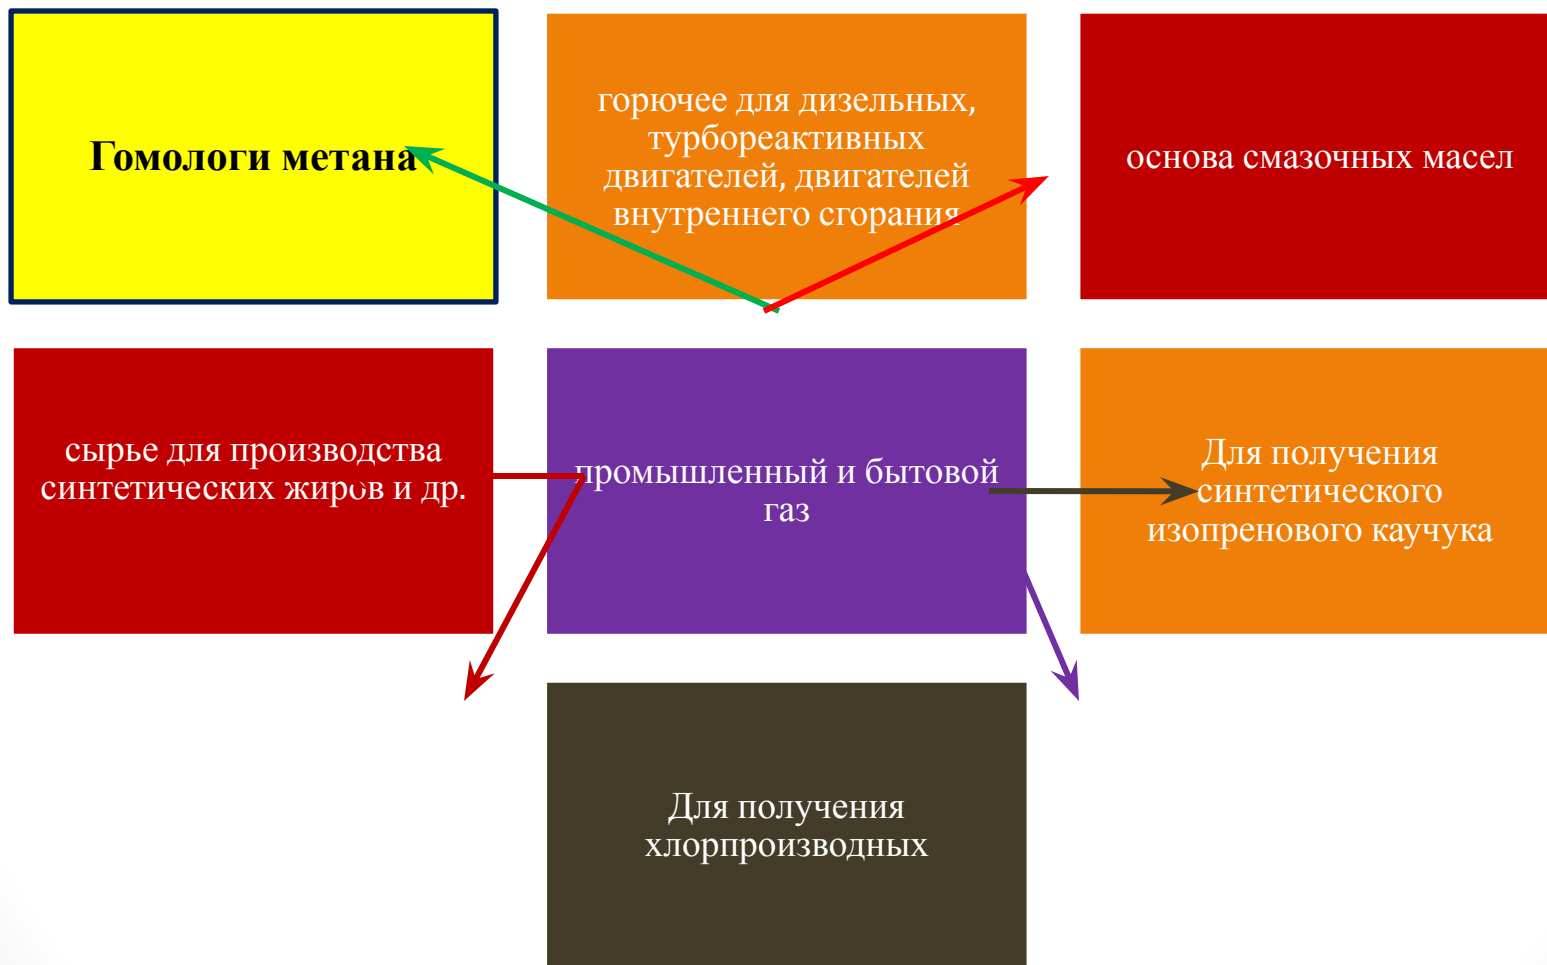 Гомологи метана
горючее для дизельных,
турбореактивных
двигателей, двигателей
внутреннего сгорания
основа смазочных масел
сырье для производства
синтетических жиров и др.
промышленный и бытовой
газ
Для получения
синтетического
изопренового каучука
Для получения
хлорпроизводных